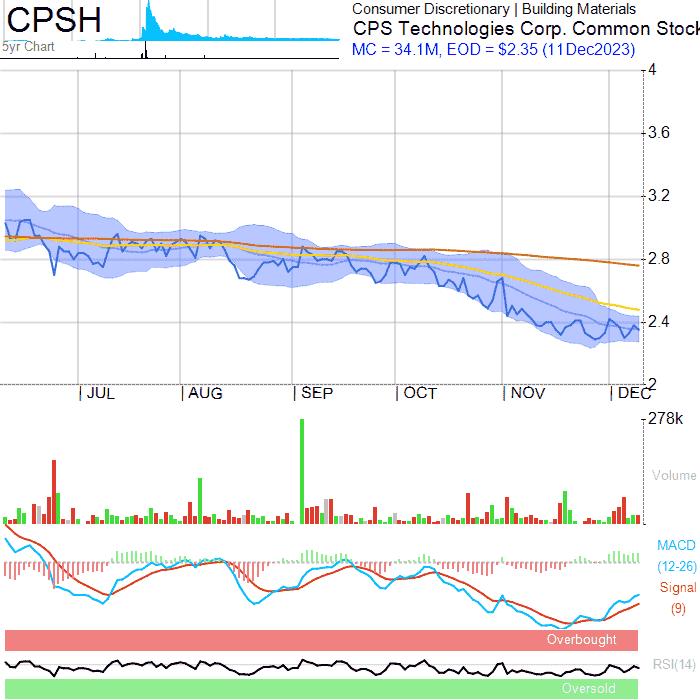 CPSH
5yr Chart
Consumer Discretionary | Building Materials
CPS Technologies Corp. Common Stock
MC = 34.1M, EOD = $2.35 (11Dec2023)
4
3.6
3.2
2.8
2.4
2
JUL
AUG
SEP
OCT
NOV
DEC
278k
Volume
MACD
(12-26)
Signal
(9)
Overbought
RSI(14)
Oversold